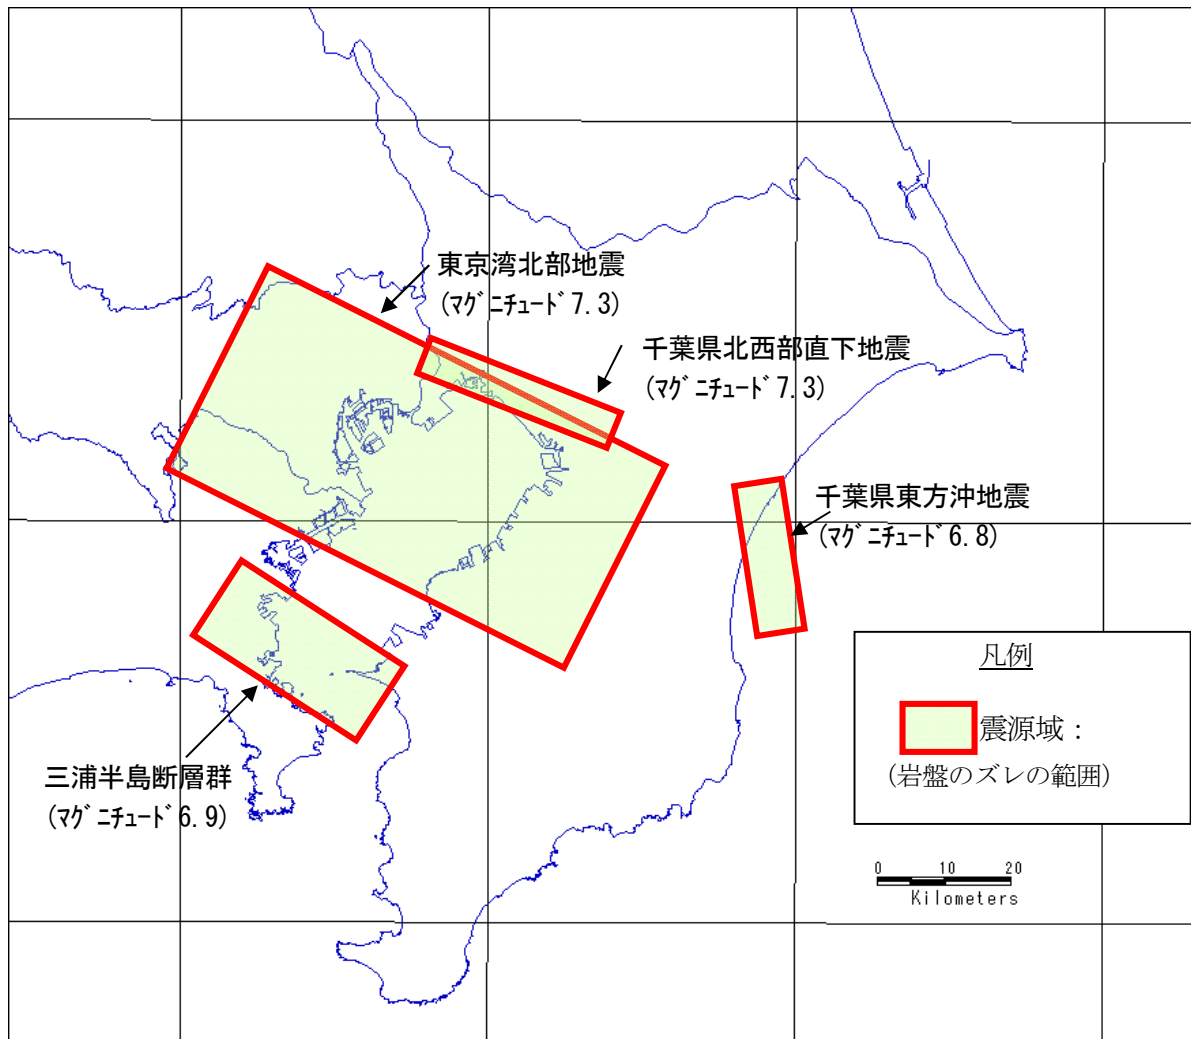 東京湾北部地震
(ﾏｸﾞﾆﾁｭｰﾄﾞ7.3)
千葉県北西部直下地震
(ﾏｸﾞﾆﾁｭｰﾄﾞ7.3)
千葉県東方沖地震
(ﾏｸﾞﾆﾁｭｰﾄﾞ6.8)
三浦半島断層群
(ﾏｸﾞﾆﾁｭｰﾄﾞ6.9)
凡例
震源域：
(岩盤のズレの範囲)
0 10 20
Kilometers